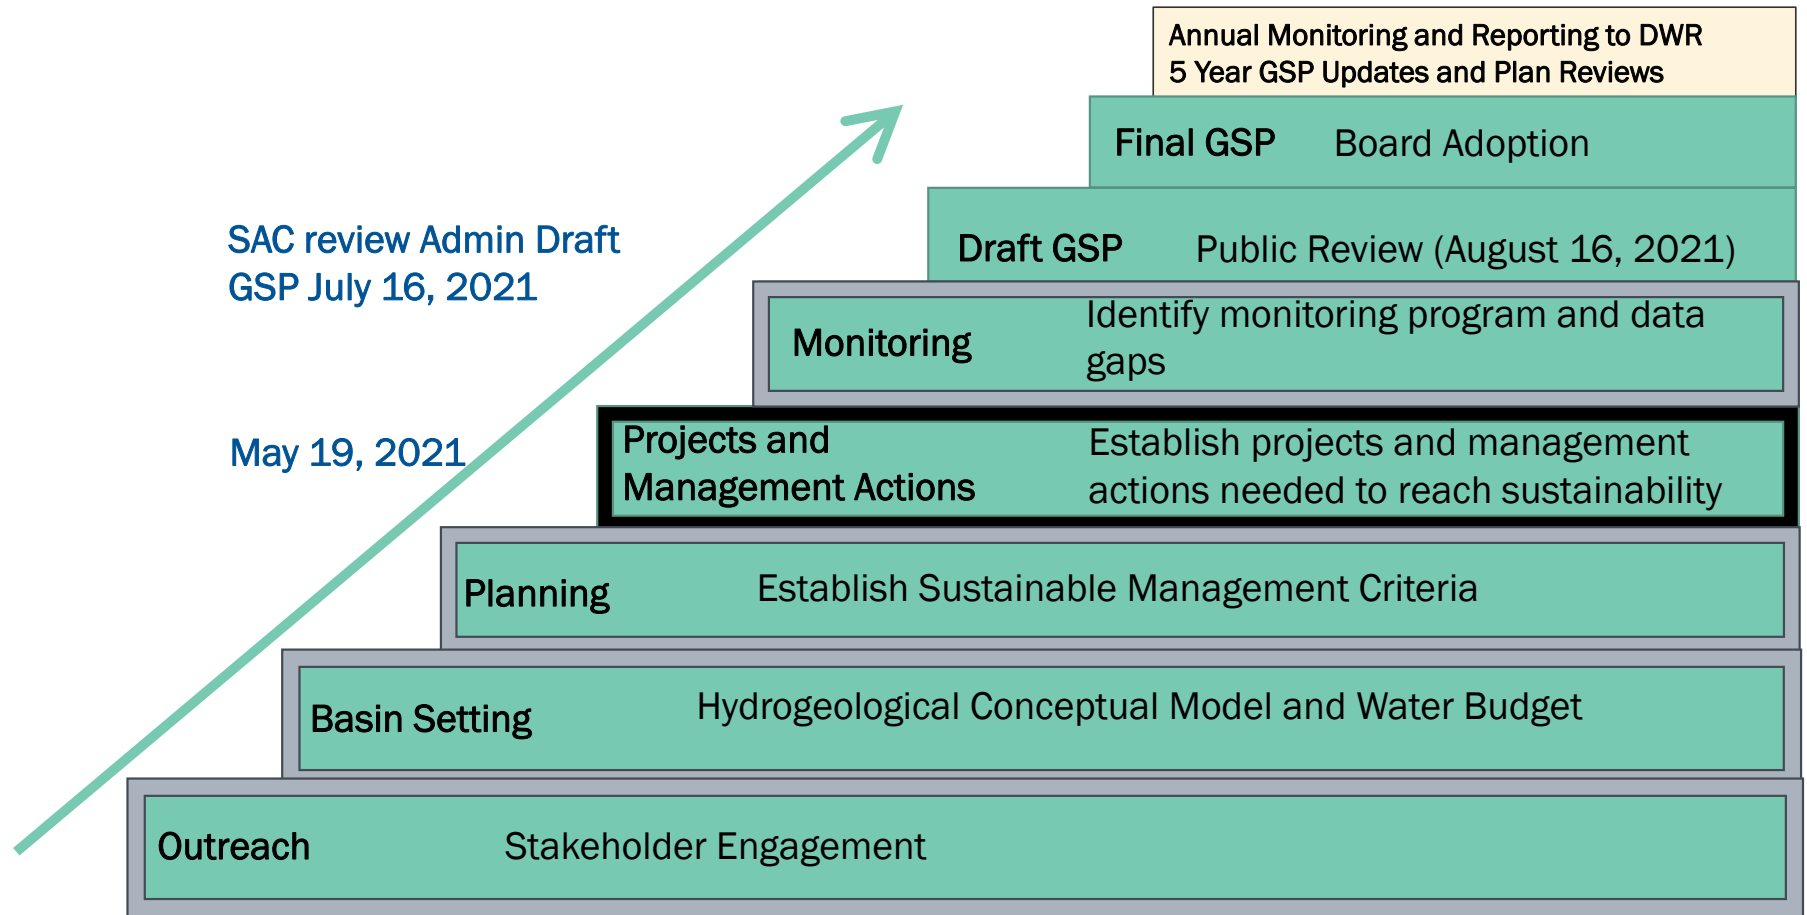 Annual Monitoring and Reporting to DWR
5 Year GSP Updates and Plan Reviews
Final GSP Board Adoption
Draft GSP Public Review (August 16, 2021)
SAC review Admin Draft
GSP July 16, 2021
Monitoring
Identify monitoring program and data
gaps
May 19, 2021
Projects and
Management Actions
Establish projects and management
actions needed to reach sustainability
Planning Establish Sustainable Management Criteria
Basin Setting Hydrogeological Conceptual Model and Water Budget
Outreach Stakeholder Engagement